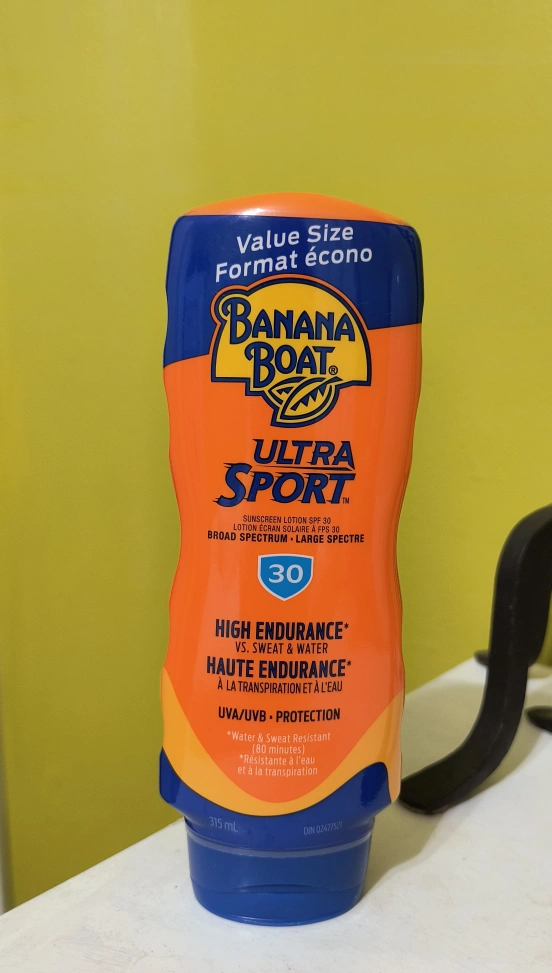 Value Size
Format écono
BANANA
BOAT®
ULTRA
SPORT™
SUNSCREEN LOTION SPF 30
LOTION ÉCRAN SOLAIRE À FPS 30
BROAD SPECTRUM • LARGE SPECTRE
30
HIGH ENDURANCE*
VS. SWEAT & WATER
HAUTE ENDURANCE*
À LA TRANSPIRATION ET À L'EAU
UVA/UVB • PROTECTION
*Water & Sweat Resistant
(80 minutes)
*Résistante à l'eau
et à la transpiration
315 mL
DIN